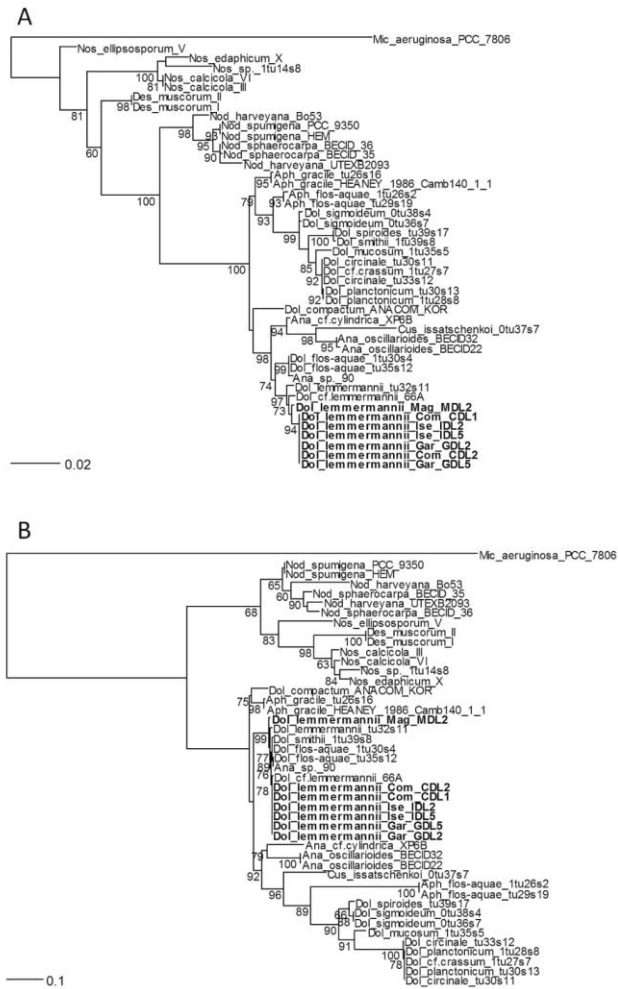 A
Mic_aeruginosa_PCC_7806
Nos_ellipsosporum_V
Nos_edaphicum_X
Nos_sp._1tu14s8
100 Nos_calcicola_VI
81 Nos_calcicola_III
81
Des_muscorum_II
98 Des_muscorum_I
60
Nod_harveyana_Bo53
Nod_spumigena_PCC_9350
98
93 Nod_spumigena_HEM
95 Nod_sphaerocarpa_BECID_36
90 Nod_sphaerocarpa_BECID_35
Nod_harveyana_UTEXB2093
Aph_gracile_tu26s16
95 Aph_gracile_HEANEY_1986_Camb140_1_1
100
79
Aph_flos-aquae_1tu26s2
93 Aph_flos-aquae_tu29s19
Dol_sigmoideum_0tu38s4
93
Dol_sigmoideum_0tu36s7
99
Dol_spiroides_tu39s17
100 Dol_smithii_1tu39s8
Dol_mucosum_1tu35s5
100
Dol_circinale_tu30s11
85
Dol_cf.crassum_1tu27s7
Dol_circinale_tu33s12
Dol_planctonicum_tu30s13
92 Dol_planctonicum_1tu28s8
Dol_compactum_ANACOM_KOR
Ana_cf.cylindrica_XP6B
94
Cus_issatschenkoi_0tu37s7
98
Ana_oscillarioides_BECID32
95 Ana_oscillarioides_BECID22
98
Dol_flos-aquae_1tu30s4
99 Dol_flos-aquae_tu35s12
Ana_sp._90
74
Dol_lemmermannii_tu32s11
97 Dol_cf.lemmermannii_66A
73 Dol_lemmermannii_Mag_MDL2
Dol_lemmermannii_Com_CDL1
94 Dol_lemmermannii_Ise_IDL2
Dol_lemmermannii_Ise_IDL5
Dol_lemmermannii_Gar_GDL2
Dol_lemmermannii_Com_CDL2
Dol_lemmermannii_Gar_GDL5
0.02
B
Mic_aeruginosa_PCC_7806
Nod_spumigena_PCC_9350
Nod_spumigena_HEM
65 Nod_harveyana_Bo53
60 Nod_sphaerocarpa_BECID_35
90 Nod_harveyana_UTEXB2093
68
Nod_sphaerocarpa_BECID_36
Nos_ellipsosporum_V
Des_muscorum_II
83
100 Des_muscorum_I
98
Nos_calcicola_III
63 Nos_calcicola_VI
Nos_sp._1tu14s8
84 Nos_edaphicum_X
Dol_compactum_ANACOM_KOR
75 Aph_gracile_tu26s16
98 Aph_gracile_HEANEY_1986_Camb140_1_1
Dol_lemmermannii_Mag_MDL2
Dol_lemmermannii_tu32s11
99 Dol_smithii_1tu39s8
Dol_flos-aquae_1tu30s4
77 Dol_flos-aquae_tu35s12
89 Ana_sp._90
76 Dol_cf.lemmermannii_66A
78 Dol_lemmermannii_Com_CDL2
Dol_lemmermannii_Com_CDL1
Dol_lemmermannii_Ise_IDL2
Dol_lemmermannii_Ise_IDL5
Dol_lemmermannii_Gar_GDL5
Dol_lemmermannii_Gar_GDL2
Ana_cf.cylindrica_XP6B
79 Ana_oscillarioides_BECID32
100 Ana_oscillarioides_BECID22
92
Cus_issatschenkoi_0tu37s7
Aph_flos-aquae_1tu26s2
96
100 Aph_flos-aquae_tu29s19
Dol_spiroides_tu39s17
89
66 Dol_sigmoideum_0tu38s4
88 Dol_sigmoideum_0tu36s7
90
Dol_mucosum_1tu35s5
91
Dol_circinale_tu33s12
100 Dol_planctonicum_1tu28s8
78 Dol_cf.crassum_1tu27s7
Dol_planctonicum_tu30s13
Dol_circinale_tu30s11
0.1